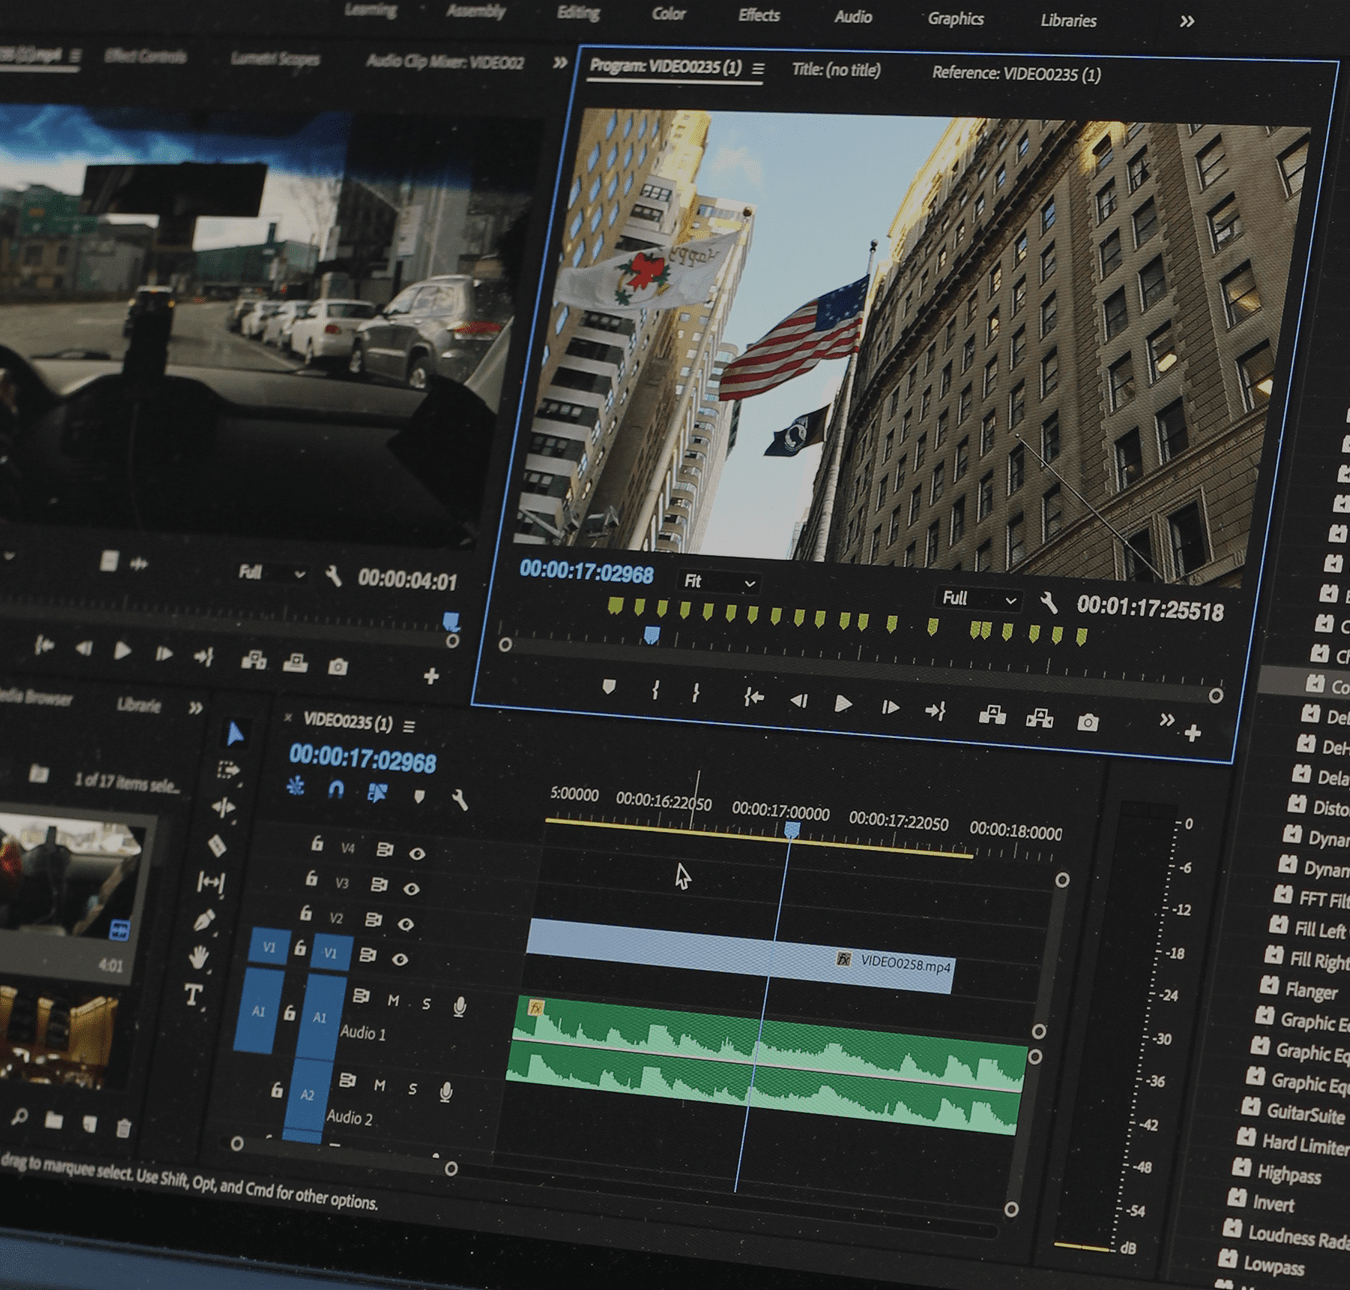 Learning Assembly Editing Color Effects Audio Graphics Libraries »
Effect Controls Lumetri Scopes Audio Clip Mixer: VIDEO02 »
Program: VIDEO0235 (1) Title: (no title) Reference: VIDEO0235 (1)
Happy
Full 00:00:04:01
00:00:17:02968 Fit Full 00:01:17:25518
Media Browser Librarie »
1 of 17 items sele...
4:01
× VIDEO0235 (1)
00:00:17:02968
5:00000 00:00:16:22050 00:00:17:00000 00:00:17:22050 00:00:18:0000
V4
V3
V2
V1 V1
fx VIDEO0258.mp4
A1 A1 M S
Audio 1
fx
A2 M S
Audio 2
T
drag to marquee select. Use Shift, Opt, and Cmd for other options.
0
-6
-12
-18
-24
-30
-36
-42
-48
-54
dB
Ch
Co
DeE
DeH
Dela
Disto
Dynar
Dynam
FFT Filt
Fill Left
Fill Right
Flanger
Graphic Ec
Graphic Eq
Graphic Equ
GuitarSuite
Hard Limiter
Highpass
Invert
Loudness Rada
Lowpass